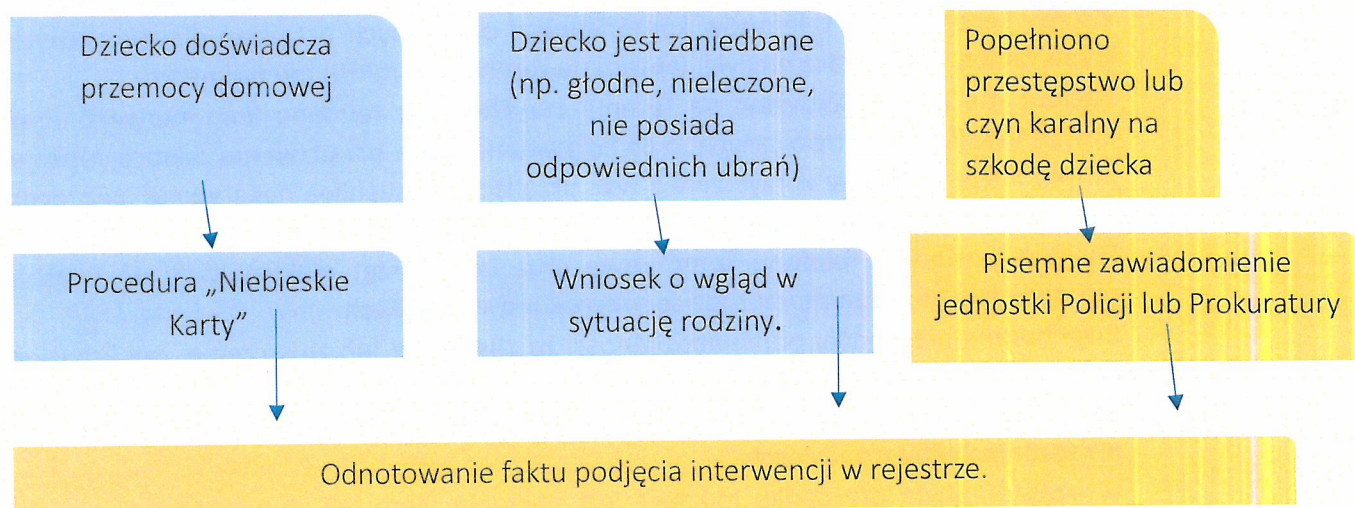 Dziecko doświadcza
przemocy domowej
Dziecko jest zaniedbane
(np. głodne, nieleczone,
nie posiada
odpowiednich ubrań)
Popełniono
przestępstwo lub
czyn karalny na
szkodę dziecka
Procedura „Niebieskie
Karty”
Wniosek o wgląd w
sytuację rodziny.
Pisemne zawiadomienie
jednostki Policji lub Prokuratury
Odnotowanie faktu podjęcia interwencji w rejestrze.